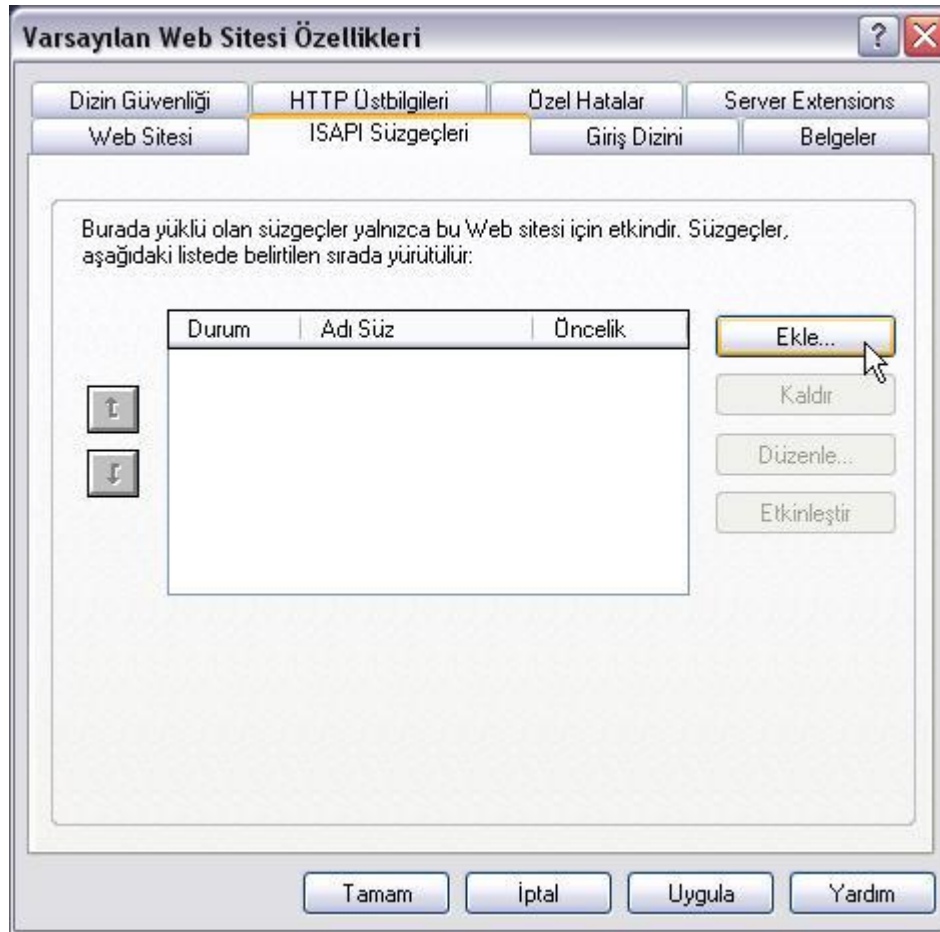 Varsayılan Web Sitesi Özellikleri
Dizin Güvenliği HTTP Üstbilgileri Özel Hatalar Server Extensions
Web Sitesi ISAPI Süzgeçleri Giriş Dizini Belgeler
Burada yüklü olan süzgeçler yalnızca bu Web sitesi için etkindir. Süzgeçler,
aşağıdaki listede belirtilen sırada yürütülür:
Durum Adı Süz Öncelik
Ekle...
Kaldır
Düzenle...
Etkinleştir
Tamam İptal Uygula Yardım